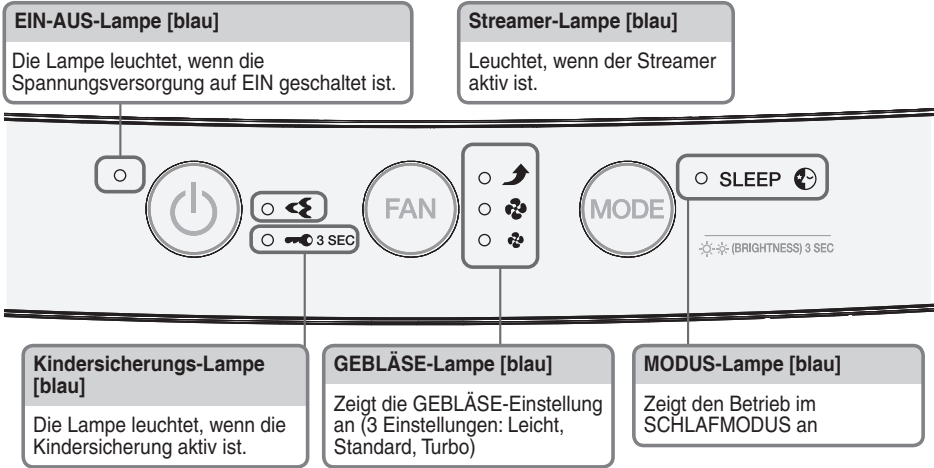 EIN-AUS-Lampe [blau]
Die Lampe leuchtet, wenn die
Spannungsversorgung auf EIN geschaltet ist.
Streamer-Lampe [blau]
Leuchtet, wenn der Streamer
aktiv ist.
3 SEC
FAN
MODE
SLEEP
(BRIGHTNESS) 3 SEC
Kindersicherungs-Lampe
[blau]
Die Lampe leuchtet, wenn die
Kindersicherung aktiv ist.
GEBLÄSE-Lampe [blau]
Zeigt die GEBLÄSE-Einstellung
an (3 Einstellungen: Leicht,
Standard, Turbo)
MODUS-Lampe [blau]
Zeigt den Betrieb im
SCHLAFMODUS an